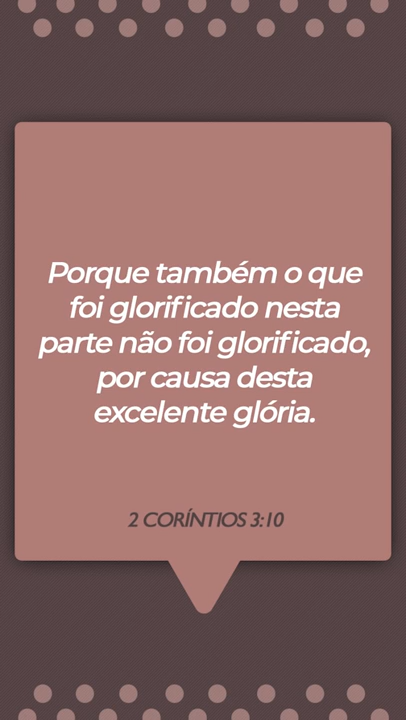 Porque também o que
foi glorificado nesta
parte não foi glorificado,
por causa desta
excelente glória.
2 CORÍNTIOS 3:10